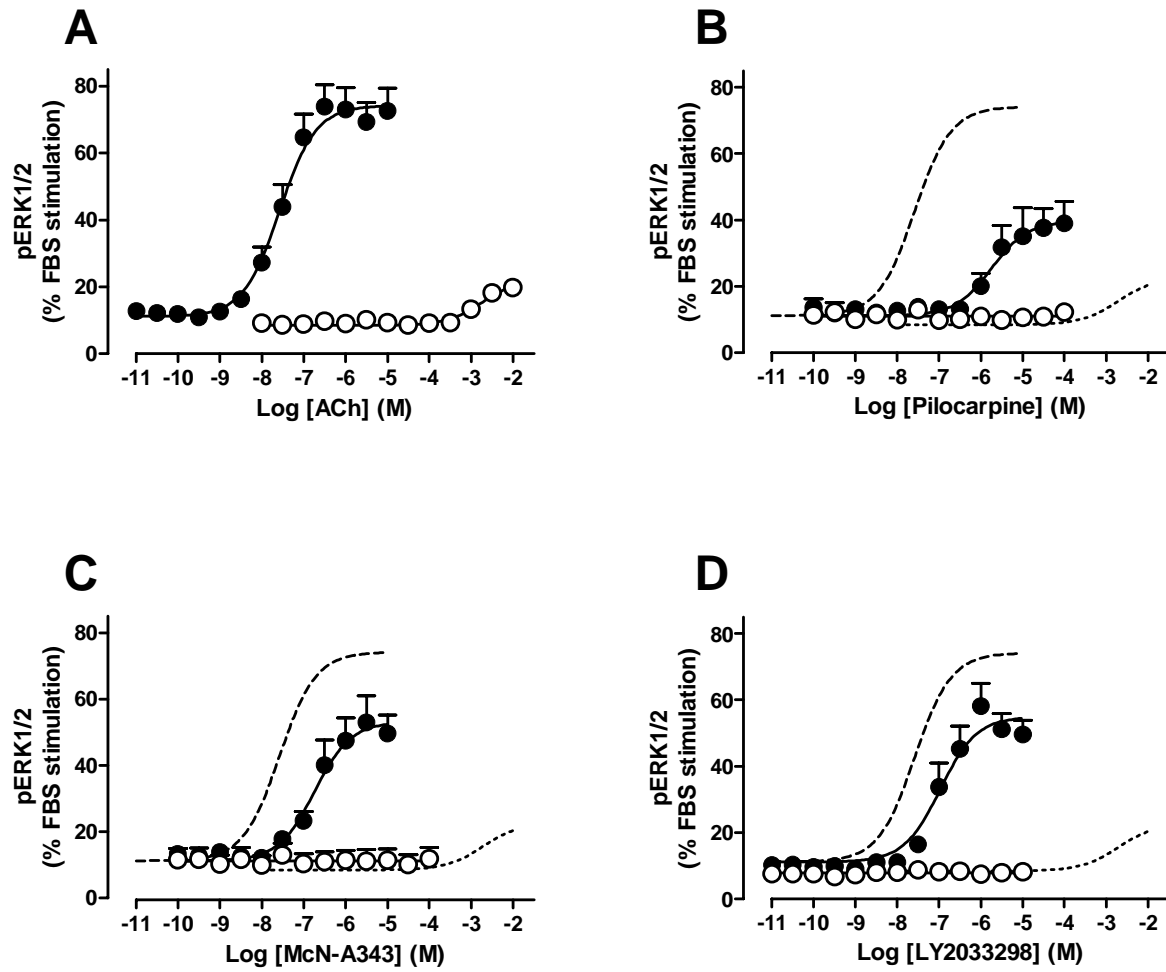 A
pERK1/2
(% FBS stimulation)
80
60
40
20
0
-11 -10 -9 -8 -7 -6 -5 -4 -3 -2
Log [ACh] (M)
B
pERK1/2
(% FBS stimulation)
80
60
40
20
0
-11 -10 -9 -8 -7 -6 -5 -4 -3 -2
Log [Pilocarpine] (M)
C
pERK1/2
(% FBS stimulation)
80
60
40
20
0
-11 -10 -9 -8 -7 -6 -5 -4 -3 -2
Log [McN-A343] (M)
D
pERK1/2
(% FBS stimulation)
80
60
40
20
0
-11 -10 -9 -8 -7 -6 -5 -4 -3 -2
Log [LY2033298] (M)